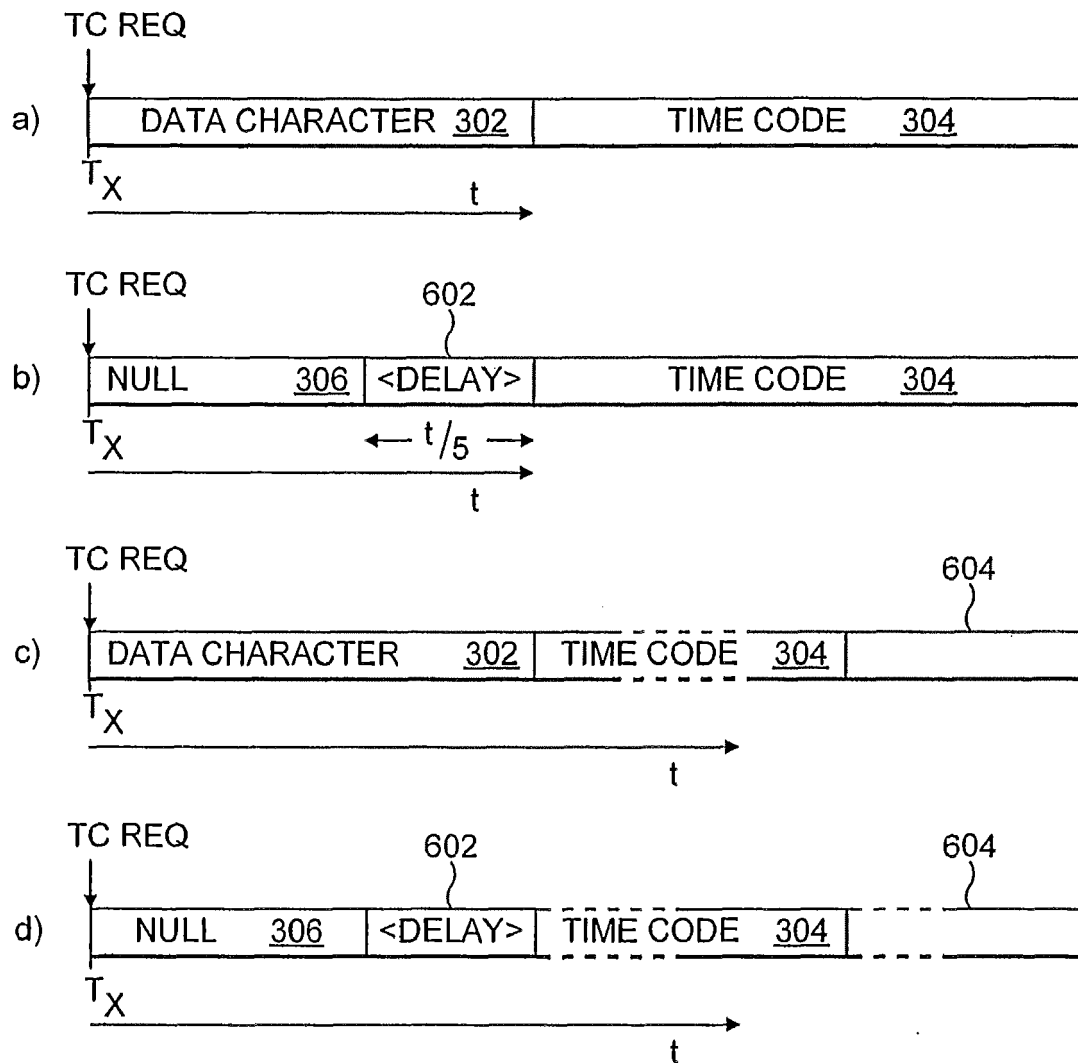 TC REQ
a) DATA CHARACTER 302 TIME CODE 304
TX
t
TC REQ
602
b) NULL 306 <DELAY> TIME CODE 304
TX
t/5
t
TC REQ
604
c) DATA CHARACTER 302 TIME CODE 304
TX
t
TC REQ
602 604
d) NULL 306 <DELAY> TIME CODE 304
TX
t